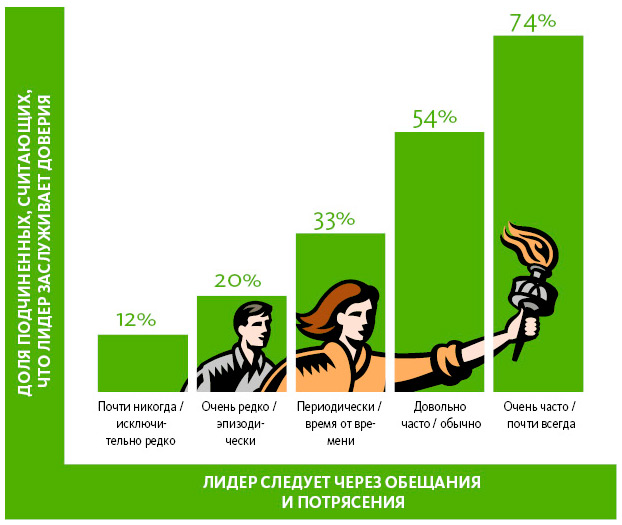 74%
54%
33%
20%
12%
ДОЛЯ ПОДЧИНЕННЫХ, СЧИТАЮЩИХ,
ЧТО ЛИДЕР ЗАСЛУЖИВАЕТ ДОВЕРИЯ
Почти никогда /
исключи-
тельно редко
Очень редко /
эпизоди-
чески
Периодически /
время от вре-
мени
Довольно
часто / обычно
Очень часто /
почти всегда
ЛИДЕР СЛЕДУЕТ ЧЕРЕЗ ОБЕЩАНИЯ
И ПОТРЯСЕНИЯ